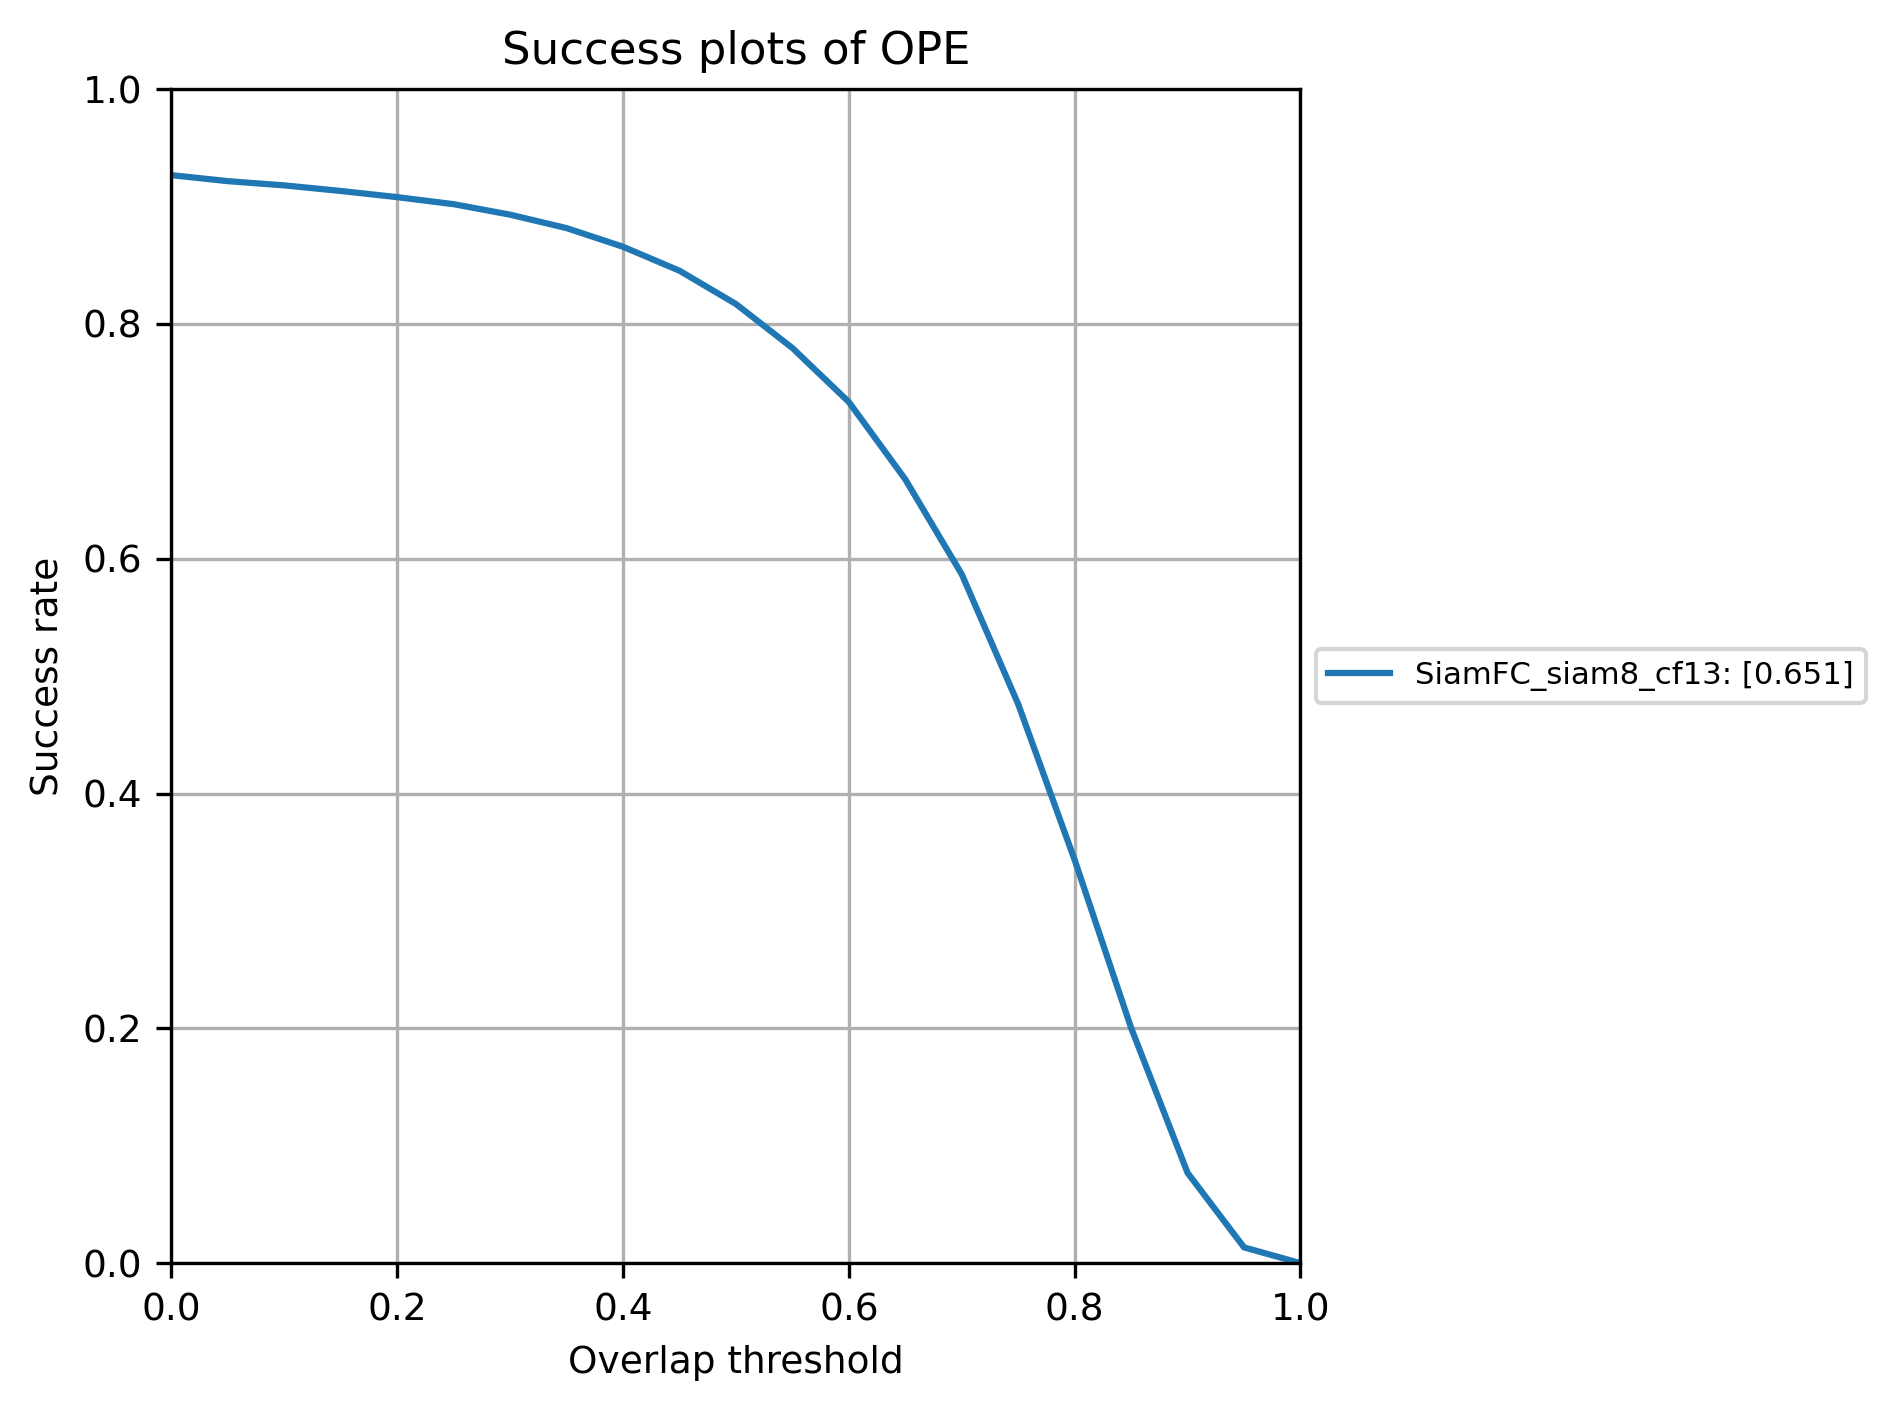 Success plots of OPE
1.0
0.8
0.6
0.4
0.2
0.0
Success rate
0.0 0.2 0.4 0.6 0.8 1.0
Overlap threshold
SiamFC_siam8_cf13: [0.651]